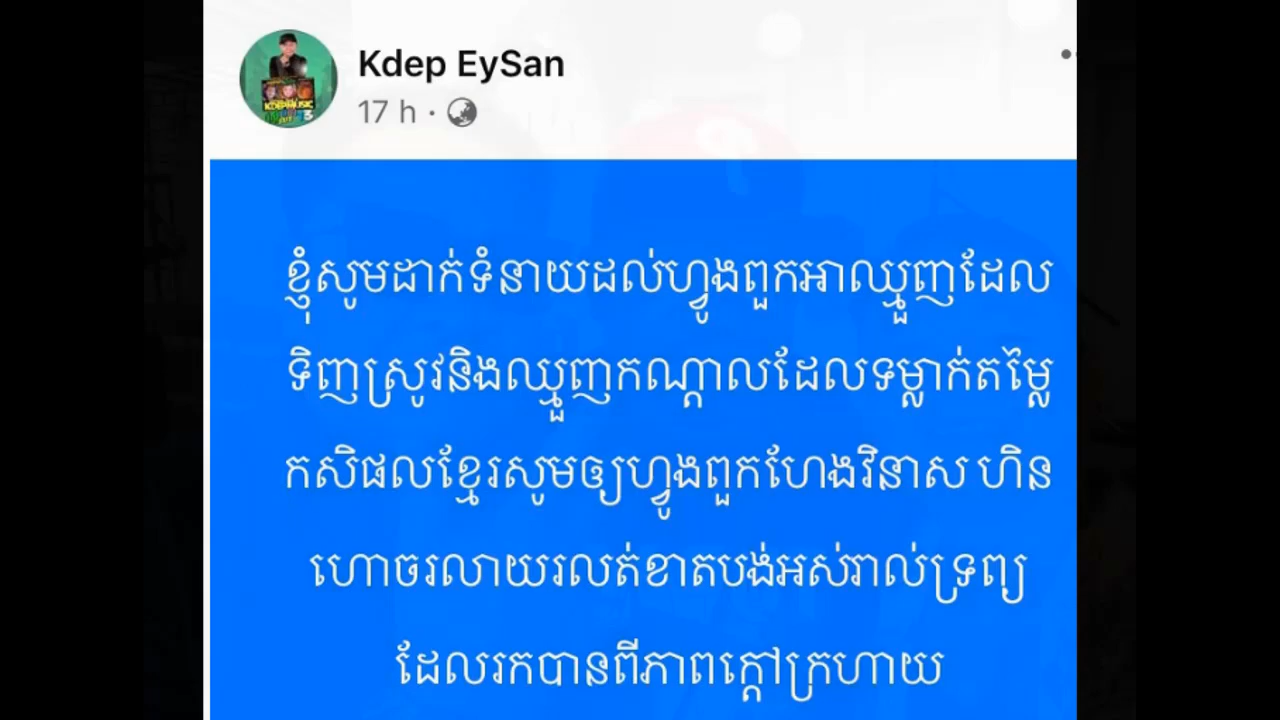 Kdep EySan
17 h ·
KDEPMUSIC
ខ្ញុំសូមដាក់ទំនាយដល់ហ្វូងពួកអាឈ្មួញដែល
ទិញស្រូវនិងឈ្មួញកណ្ដាលដែលទម្លាក់តម្លៃ
កសិផលខ្មែរសូមឲ្យហ្វូងពួកហែងវិនាស ហិន
ហោចរលាយរលត់ខាតបង់អស់រាល់ទ្រព្យ
ដែលរកបានពីភាពក្ដៅក្រហាយ